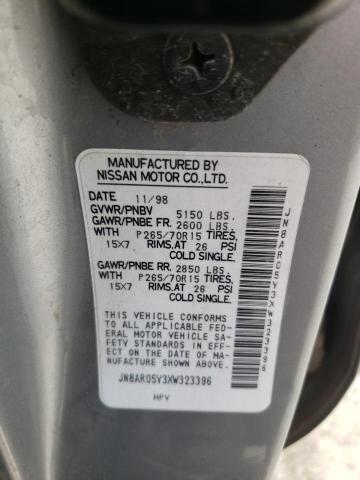 MANUFACTURED BY
NISSAN MOTOR CO.,LTD.
DATE 11/98
GVWR/PNBV 5150 LBS.
GAWR/PNBE FR. 2600 LBS.
WITH P265/70R15 TIRES,
15X7 RIMS,AT 26 PSI
COLD SINGLE.
GAWR/PNBE RR. 2850 LBS.
WITH P265/70R15 TIRES,
15X7 RIMS,AT 26 PSI
COLD SINGLE.
THIS VEHICLE CONFORMS
TO ALL APPLICABLE FED-
ERAL MOTOR VEHICLE SA-
FETY STANDARDS IN EFF-
ECT ON THE DATE OF MA-
NUFACTURE SHOWN ABOVE.
JN8AR05Y3XW323396
MPV
JN8AR05Y3XW323396